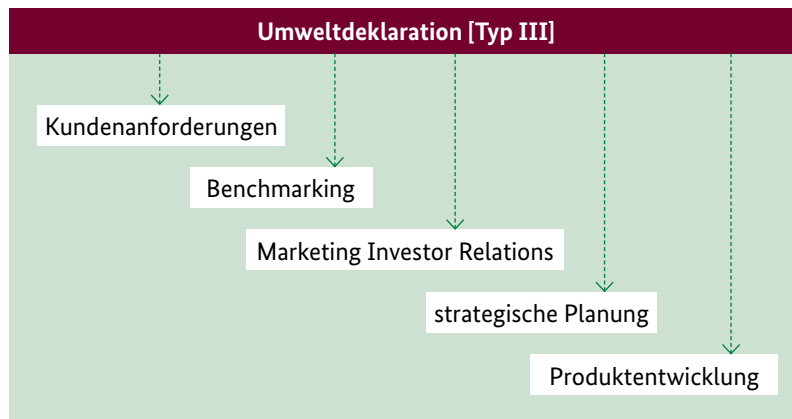 Umweltdeklaration [Typ III]
Kundenanforderungen
Benchmarking
Marketing Investor Relations
strategische Planung
Produktentwicklung